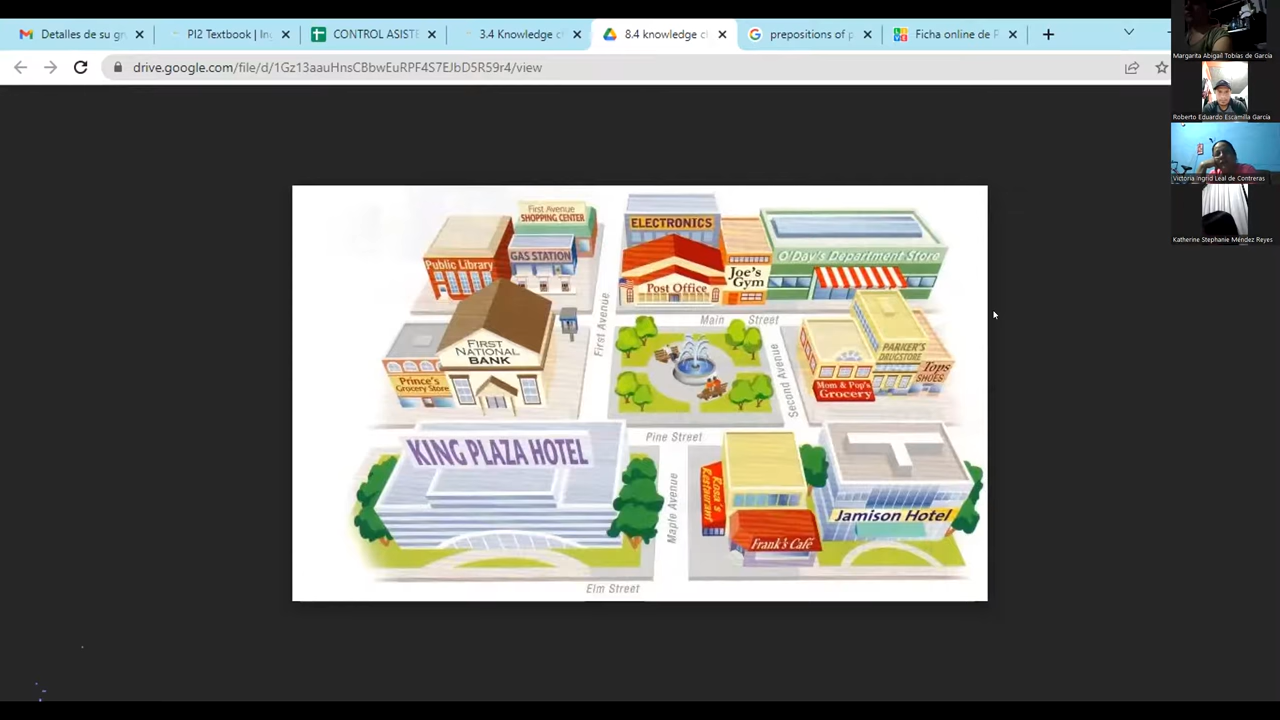 Detalles de su gr
PI2 Textbook | In
CONTROL ASIST
3.4 Knowledge c
8.4 knowledge c
prepositions of p
Ficha online de P
drive.google.com/file/d/1Gz13aauHnsCBbwEuRPF4S7EJbD5R59r4/view
Margarita Abigail Tobías de García
Roberto Eduardo Escamilla García
Victoria Ingrid Leal de Contreras
Katherine Stephanie Méndez Reyes
First Avenue
SHOPPING CENTER
ELECTRONICS
Public Library
GAS STATION
Post Office
Joe's
Gym
O'Day's Department Store
First Avenue
Main Street
FIRST
NATIONAL
BANK
Prince's
Grocery Store
Second Avenue
PARKER'S
DRUGSTORE
Tops
SHOES
Mom & Pop's
Grocery
KING PLAZA HOTEL
Pine Street
Maple Avenue
Rosa's
Restaurant
Frank's Café
Jamison Hotel
Elm Street